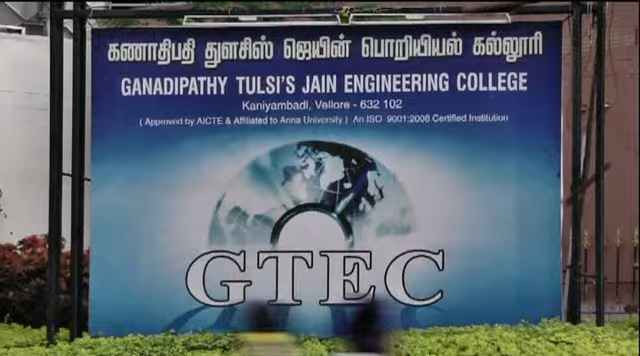 கணாதிபதி துளசிஸ் ஜெயின் பொறியியல் கல்லூரி
GANADIPATHY TULSI'S JAIN ENGINEERING COLLEGE
Kaniyambadi, Vellore - 632 102
( Approved by AICTE & Affiliated to Anna University ) An ISO 9001:2008 Certified Institution
GTEC